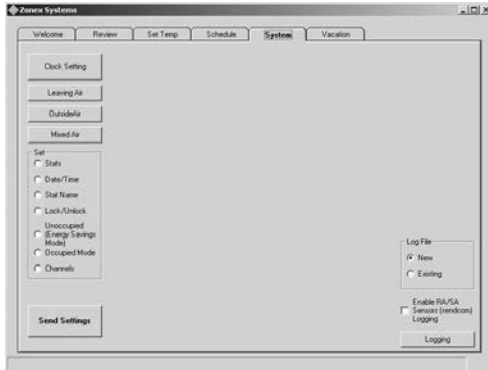 Zonex Systems
Welcome Review Set Temp Schedule System Vacation
Clock Setting
Leaving Air
OutsideAir
Mixed Air
Set
Stats
Date/Time
Stat Name
Lock/Unlock
Unoccupied
(Energy Savings
Mode)
Occupied Mode
Channels
Send Settings
Log File
New
Existing
Enable RA/SA
Sensors (sendcom)
Logging
Logging